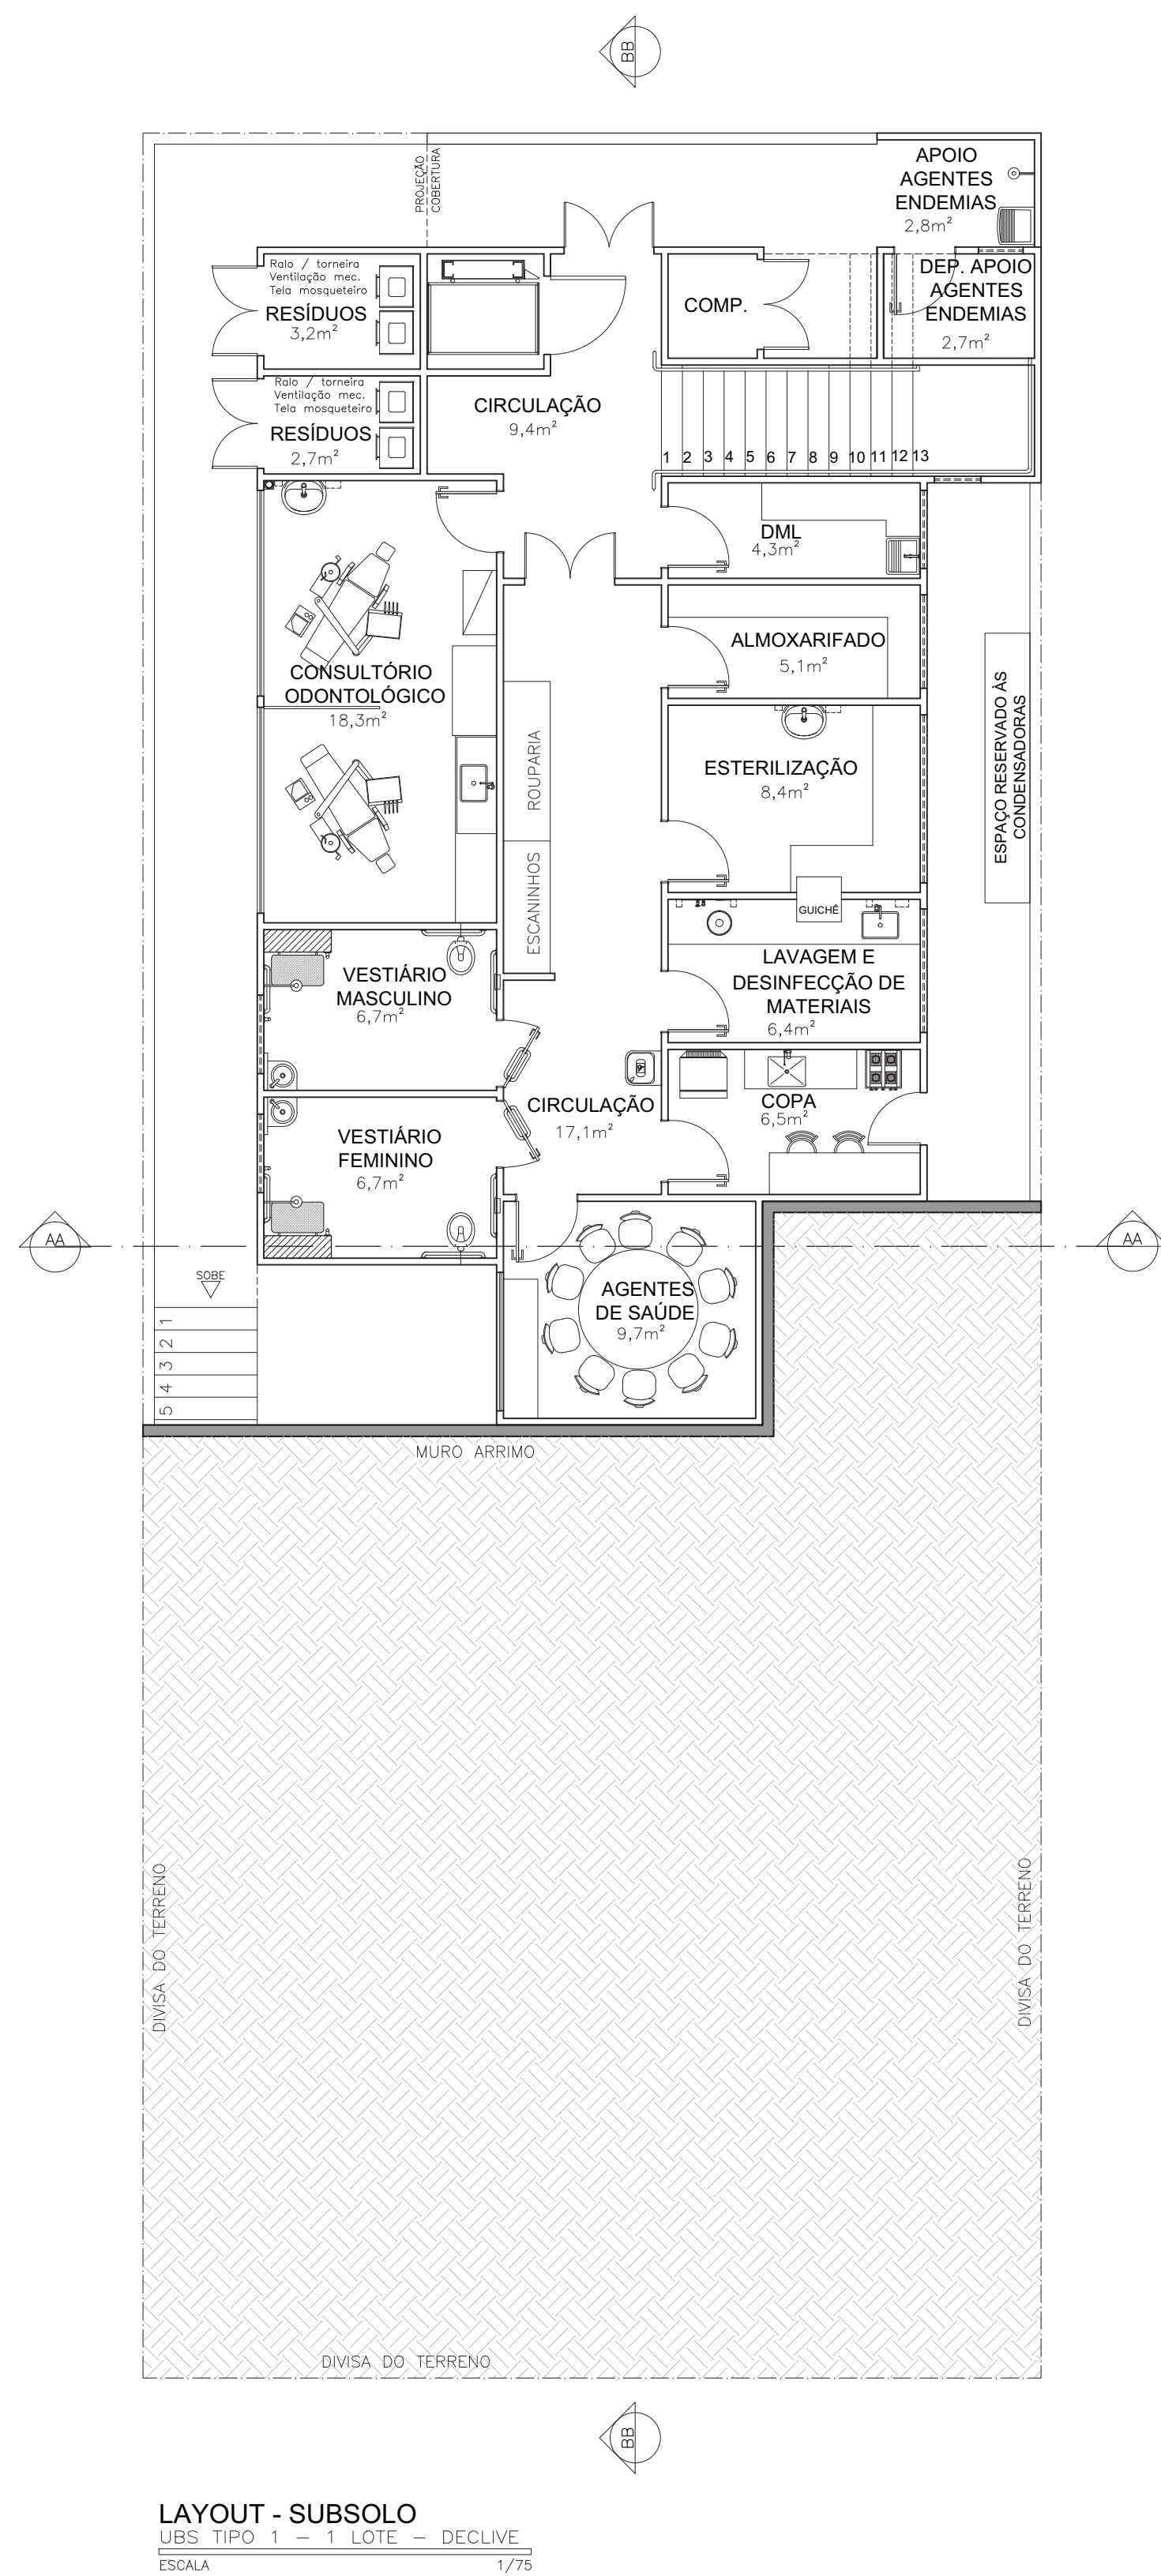 BB
PROJEÇÃO
COBERTURA
APOIO
AGENTES
ENDEMIAS
2,8m²
Ralo / torneira
Ventilação mec.
Tela mosqueteiro
RESÍDUOS
3,2m²
COMP.
DEP. APOIO
AGENTES
ENDEMIAS
2,7m²
Ralo / torneira
Ventilação mec.
Tela mosqueteiro
RESÍDUOS
2,7m²
CIRCULAÇÃO
9,4m²
1 2 3 4 5 6 7 8 9 10 11 12 13
DML
4,3m²
ALMOXARIFADO
5,1m²
CONSULTÓRIO
ODONTOLÓGICO
18,3m²
ROUPARIA
ESCANINHOS
ESTERILIZAÇÃO
8,4m²
ESPAÇO RESERVADO ÀS
CONDENSADORAS
GUICHÊ
LAVAGEM E
DESINFECÇÃO DE
MATERIAIS
6,4m²
VESTIÁRIO
MASCULINO
6,7m²
CIRCULAÇÃO
17,1m²
COPA
6,5m²
VESTIÁRIO
FEMININO
6,7m²
AA
AA
SOBE
1
2
3
4
5
AGENTES
DE SAÚDE
9,7m²
MURO ARRIMO
DIVISA DO TERRENO
DIVISA DO TERRENO
DIVISA DO TERRENO
BB
LAYOUT - SUBSOLO
UBS TIPO 1 – 1 LOTE – DECLIVE
ESCALA 1/75